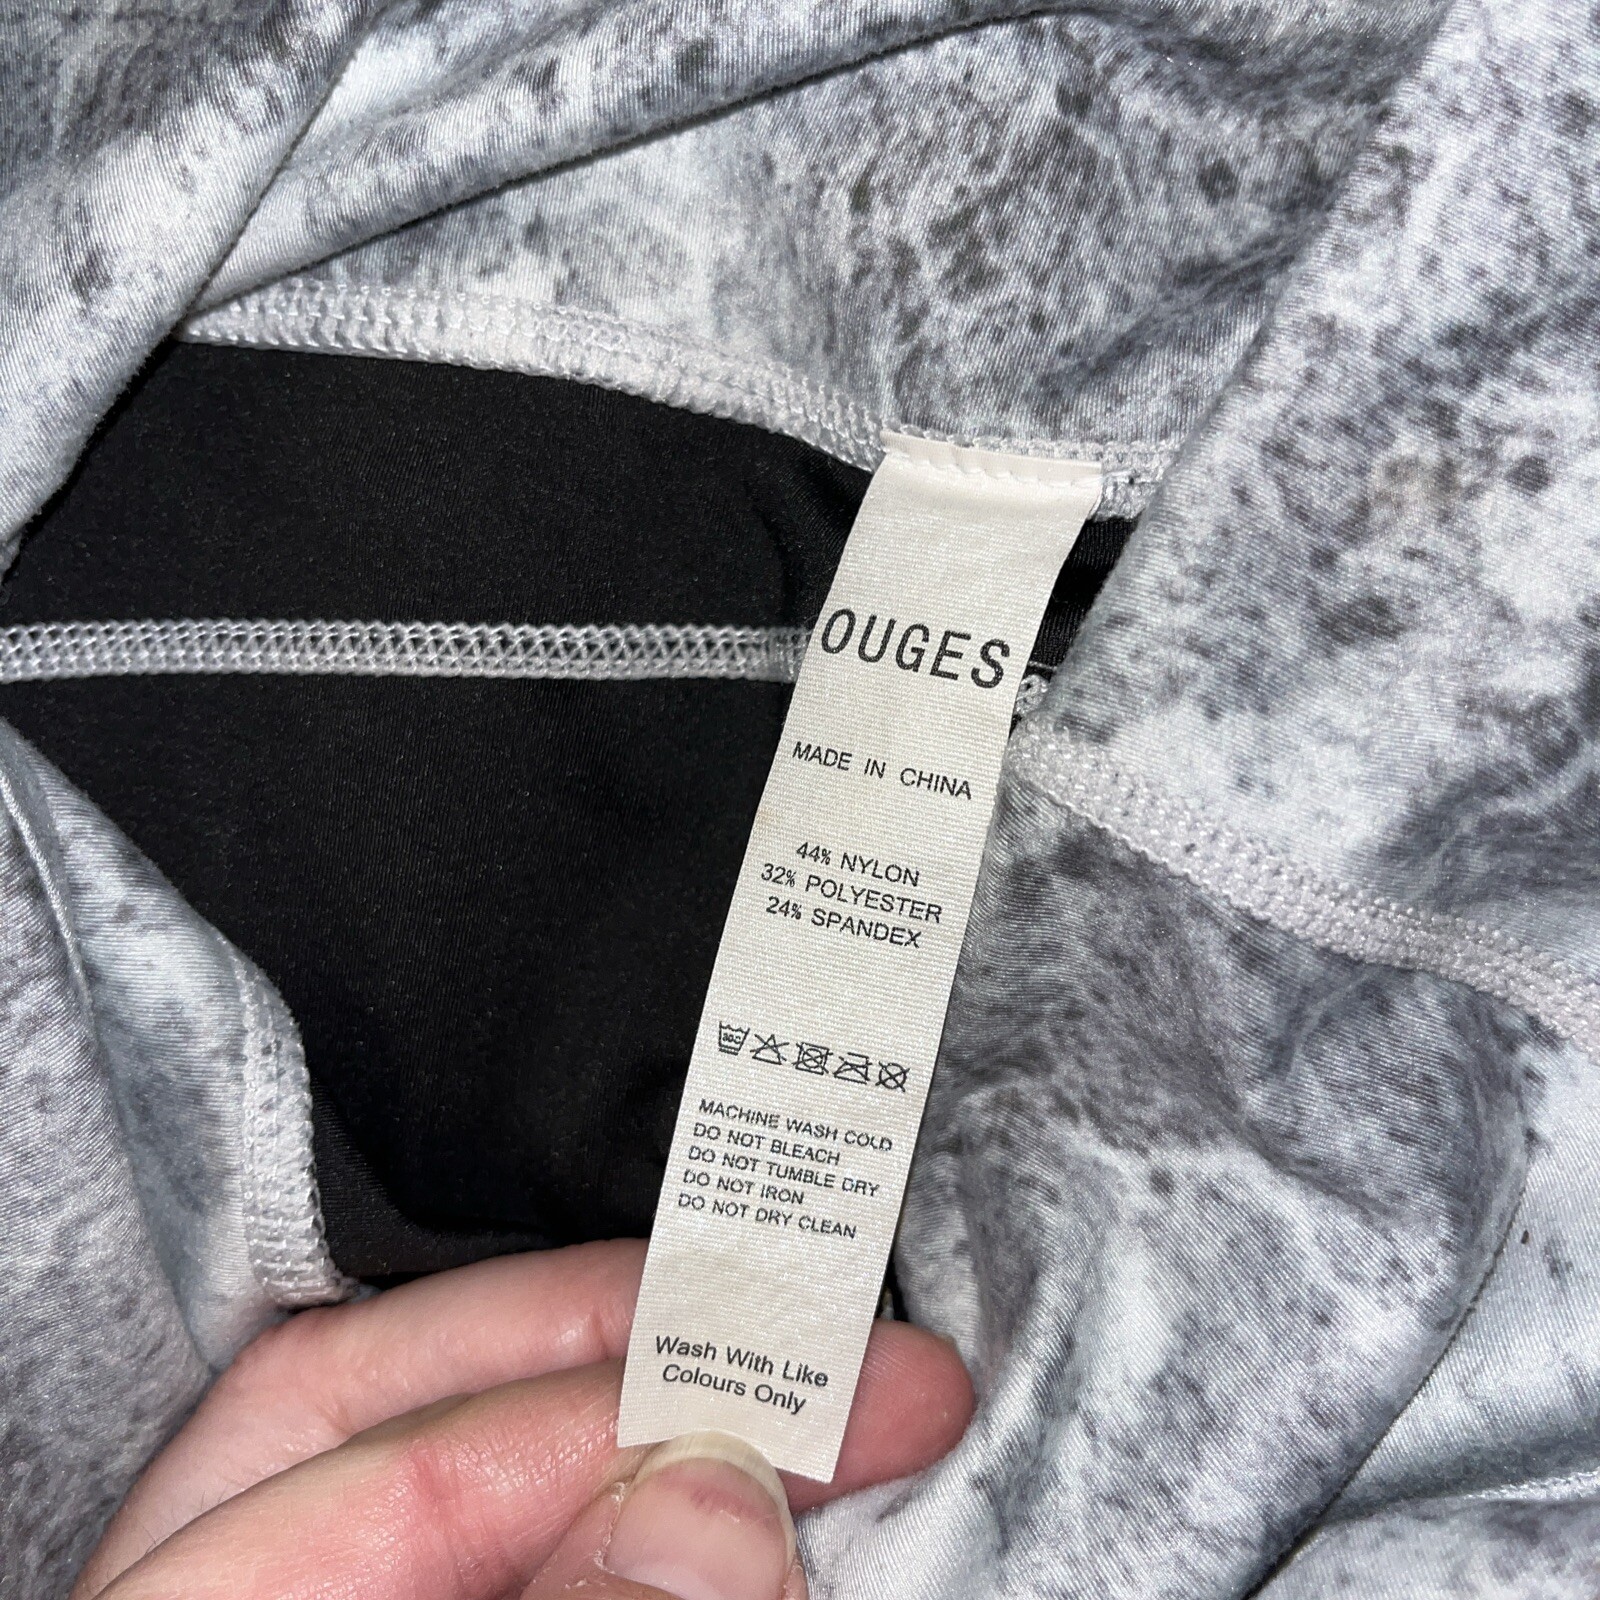 OUGES
MADE IN CHINA
44% NYLON
32% POLYESTER
24% SPANDEX
30C
MACHINE WASH COLD
DO NOT BLEACH
DO NOT TUMBLE DRY
DO NOT IRON
DO NOT DRY CLEAN
Wash With Like
Colours Only